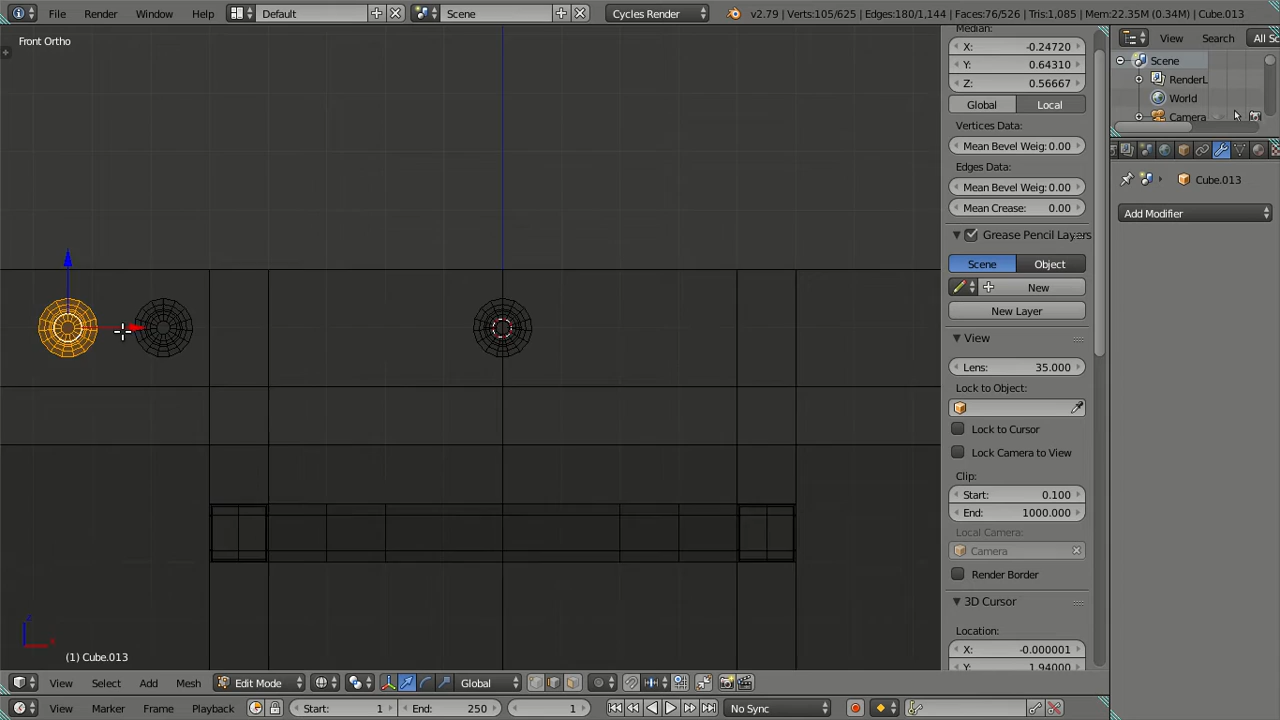 File Render Window Help Default Scene Cycles Render v2.79 | Verts:105/625 | Edges:180/1,144 | Faces:76/526 | Tris:1,085 | Mem:22.35M (0.34M) | Cube.013
Front Ortho
Median:
X: -0.24720
Y: 0.64310
Z: 0.56667
Global Local
Vertices Data:
Mean Bevel Weig: 0.00
Edges Data:
Mean Bevel Weig: 0.00
Mean Crease: 0.00
Grease Pencil Layers
Scene Object
New
New Layer
View
Lens: 35.000
Lock to Object:
Lock to Cursor
Lock Camera to View
Clip:
Start: 0.100
End: 1000.000
Local Camera:
Camera
Render Border
3D Cursor
Location:
X: -0.000001
Y: 1.94000
View Search All Sc
Scene
RenderL
World
Camera
Cube.013
Add Modifier
z
x
(1) Cube.013
View Select Add Mesh Edit Mode Global
View Marker Frame Playback Start: 1 End: 250 1 No Sync